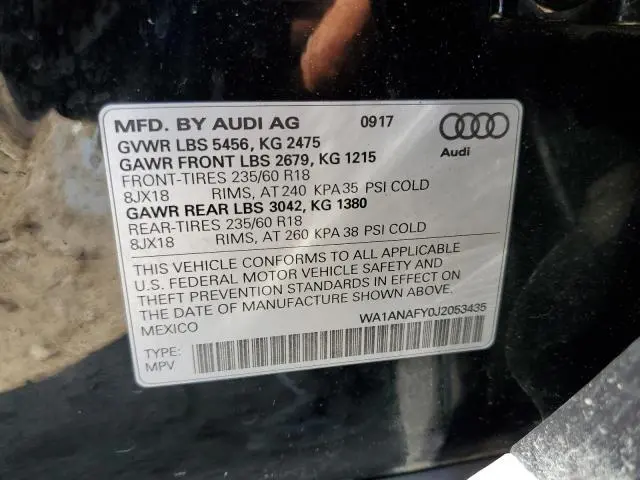 MFD. BY AUDI AG 0917
GVWR LBS 5456, KG 2475
GAWR FRONT LBS 2679, KG 1215
FRONT-TIRES 235/60 R18
8JX18 RIMS, AT 240 KPA 35 PSI COLD
GAWR REAR LBS 3042, KG 1380
REAR-TIRES 235/60 R18
8JX18 RIMS, AT 260 KPA 38 PSI COLD
Audi
THIS VEHICLE CONFORMS TO ALL APPLICABLE
U.S. FEDERAL MOTOR VEHICLE SAFETY AND
THEFT PREVENTION STANDARDS IN EFFECT ON
THE DATE OF MANUFACTURE SHOWN ABOVE.
MEXICO WA1ANAFY0J2053435
TYPE:
MPV